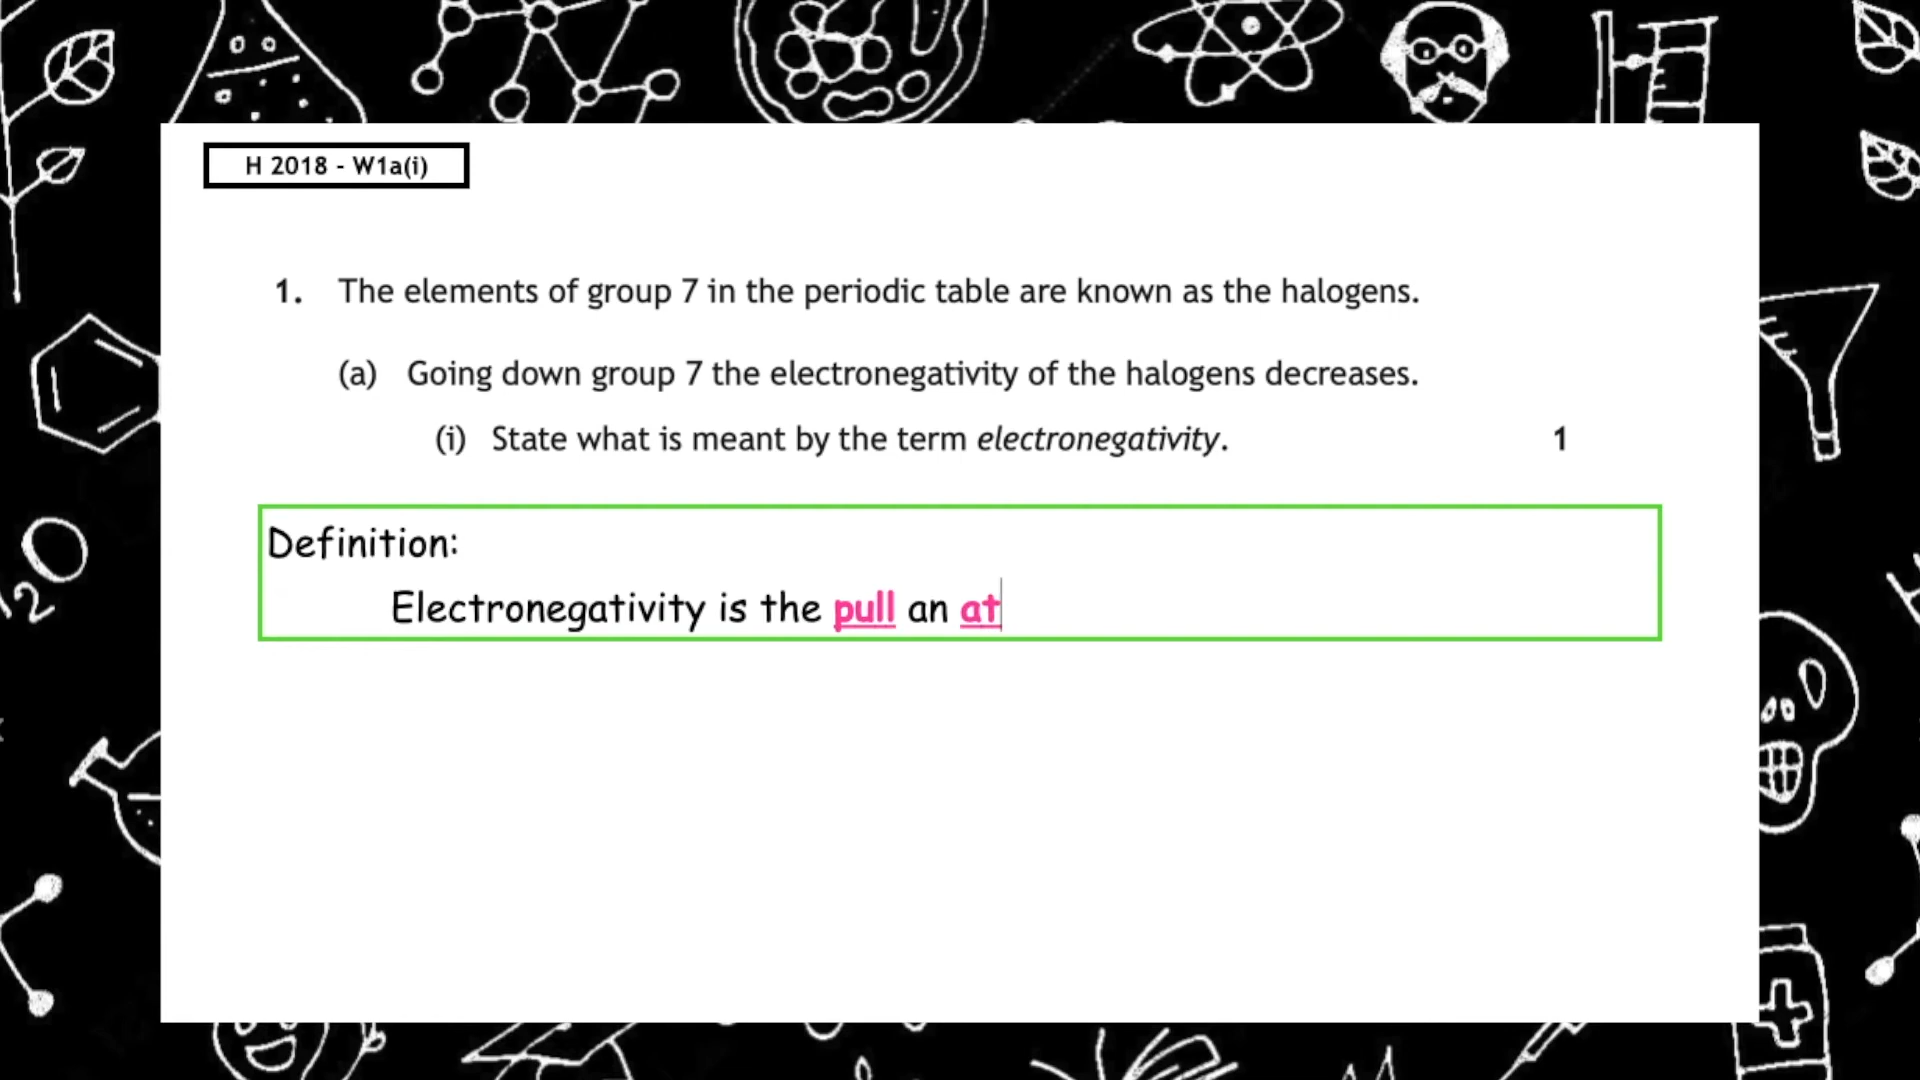 H 2018 - W1a(i)
1. The elements of group 7 in the periodic table are known as the halogens.
(a) Going down group 7 the electronegativity of the halogens decreases.
(i) State what is meant by the term electronegativity. 1
Definition:
Electronegativity is the pull an at
2O